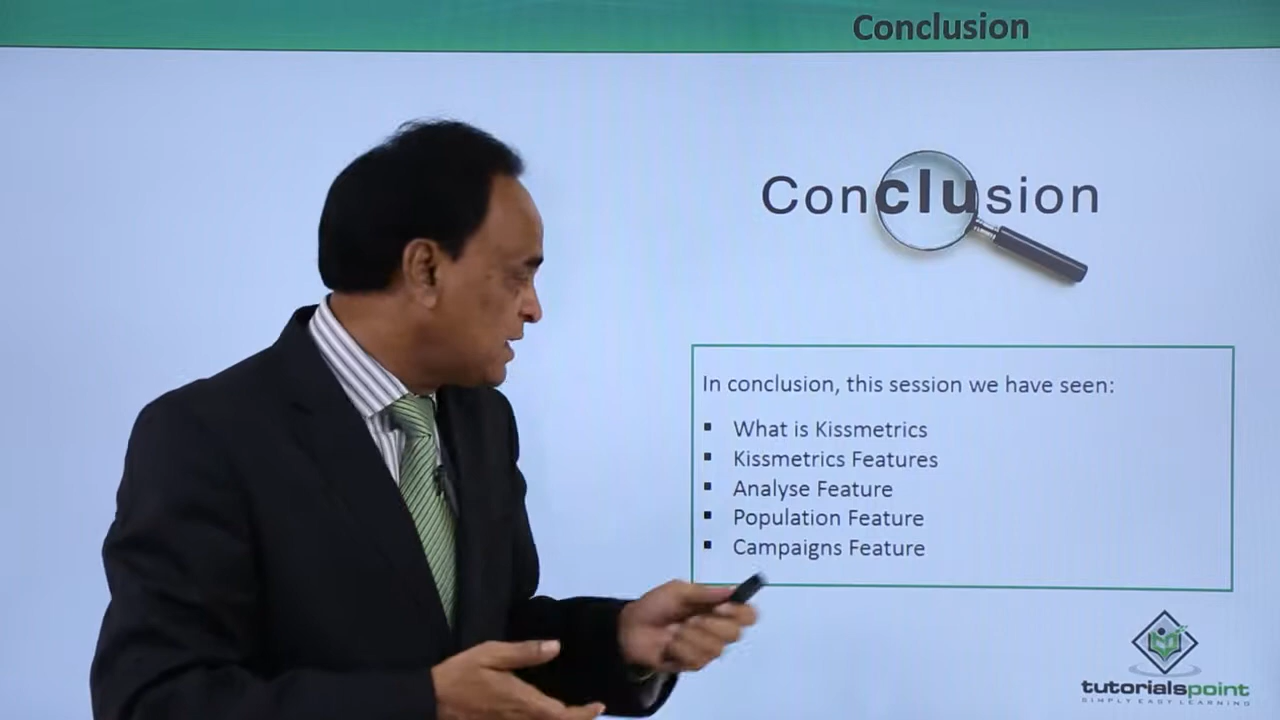 Conclusion
Conclusion
In conclusion, this session we have seen:
▪ What is Kissmetrics
▪ Kissmetrics Features
▪ Analyse Feature
▪ Population Feature
▪ Campaigns Feature
tutorialspoint
SIMPLY EASY LEARNING